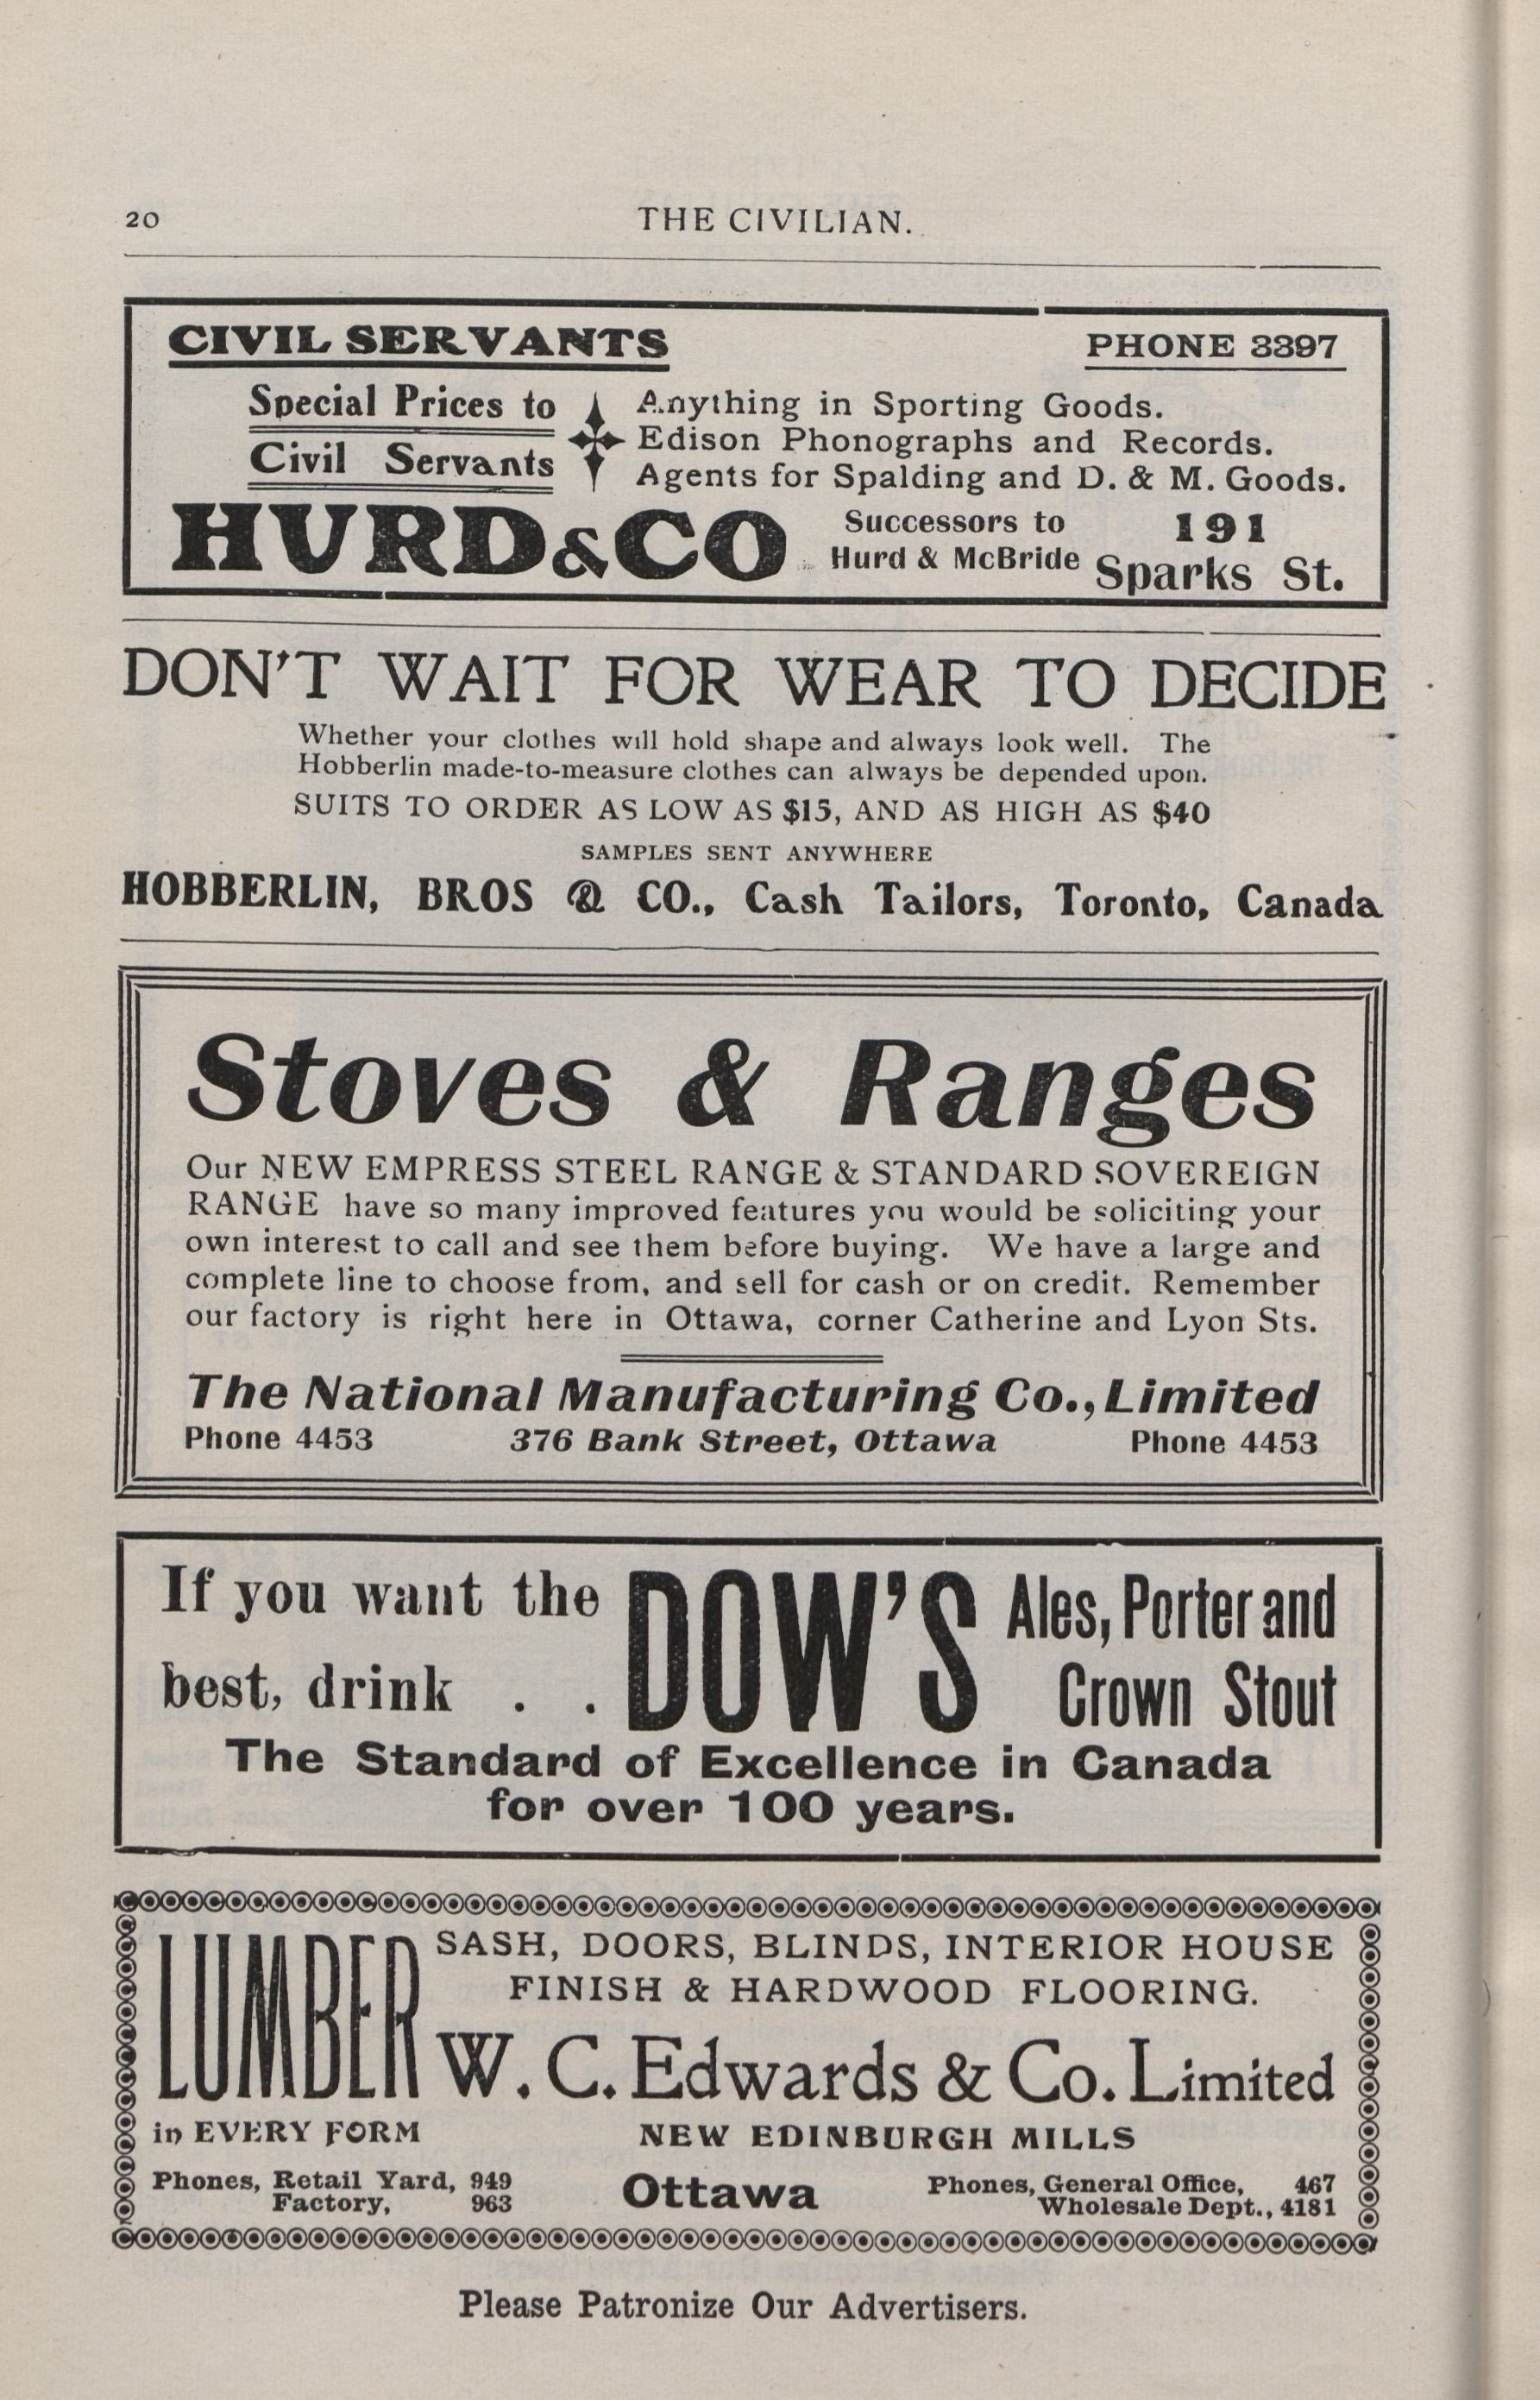 20
THE CIVILIAN.
CIVIL SERVANTS
PHONE 3397
Special Prices to
Civil Servants
Anything in Sporting Goods.
Edison Phonographs and Records.
Agents for Spalding and D. & M. Goods.
HURD & CO
Successors to
Hurd & McBride
191
Sparks St.
DON'T WAIT FOR WEAR TO DECIDE
Whether your clothes will hold shape and always look well. The
Hobberlin made-to-measure clothes can always be depended upon.
SUITS TO ORDER AS LOW AS $15, AND AS HIGH AS $40
SAMPLES SENT ANYWHERE
HOBBERLIN, BROS & CO., Cash Tailors, Toronto, Canada
Stoves & Ranges
Our NEW EMPRESS STEEL RANGE & STANDARD SOVEREIGN
RANGE have so many improved features you would be soliciting your
own interest to call and see them before buying. We have a large and
complete line to choose from, and sell for cash or on credit. Remember
our factory is right here in Ottawa, corner Catherine and Lyon Sts.
The National Manufacturing Co., Limited
Phone 4453 376 Bank Street, Ottawa Phone 4453
If you want the
best, drink . .
DOW'S
Ales, Porter and
Crown Stout
The Standard of Excellence in Canada
for over 100 years.
LUMBER
in EVERY FORM
SASH, DOORS, BLINDS, INTERIOR HOUSE
FINISH & HARDWOOD FLOORING.
W. C. Edwards & Co. Limited
NEW EDINBURGH MILLS
Phones, Retail Yard, 949
Factory, 963
Ottawa
Phones, General Office, 467
Wholesale Dept., 4181
Please Patronize Our Advertisers.